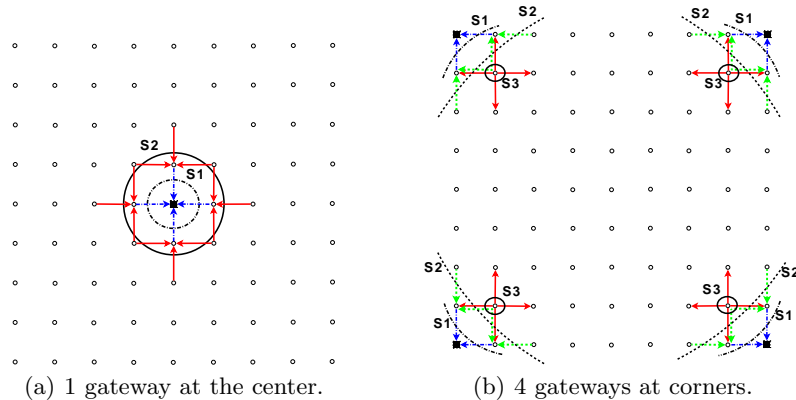 S1
S2
S2
S1
S3
S3
S2
S1
S2
S3
S1
S2
S3
S1
(a) 1 gateway at the center.
(b) 4 gateways at corners.